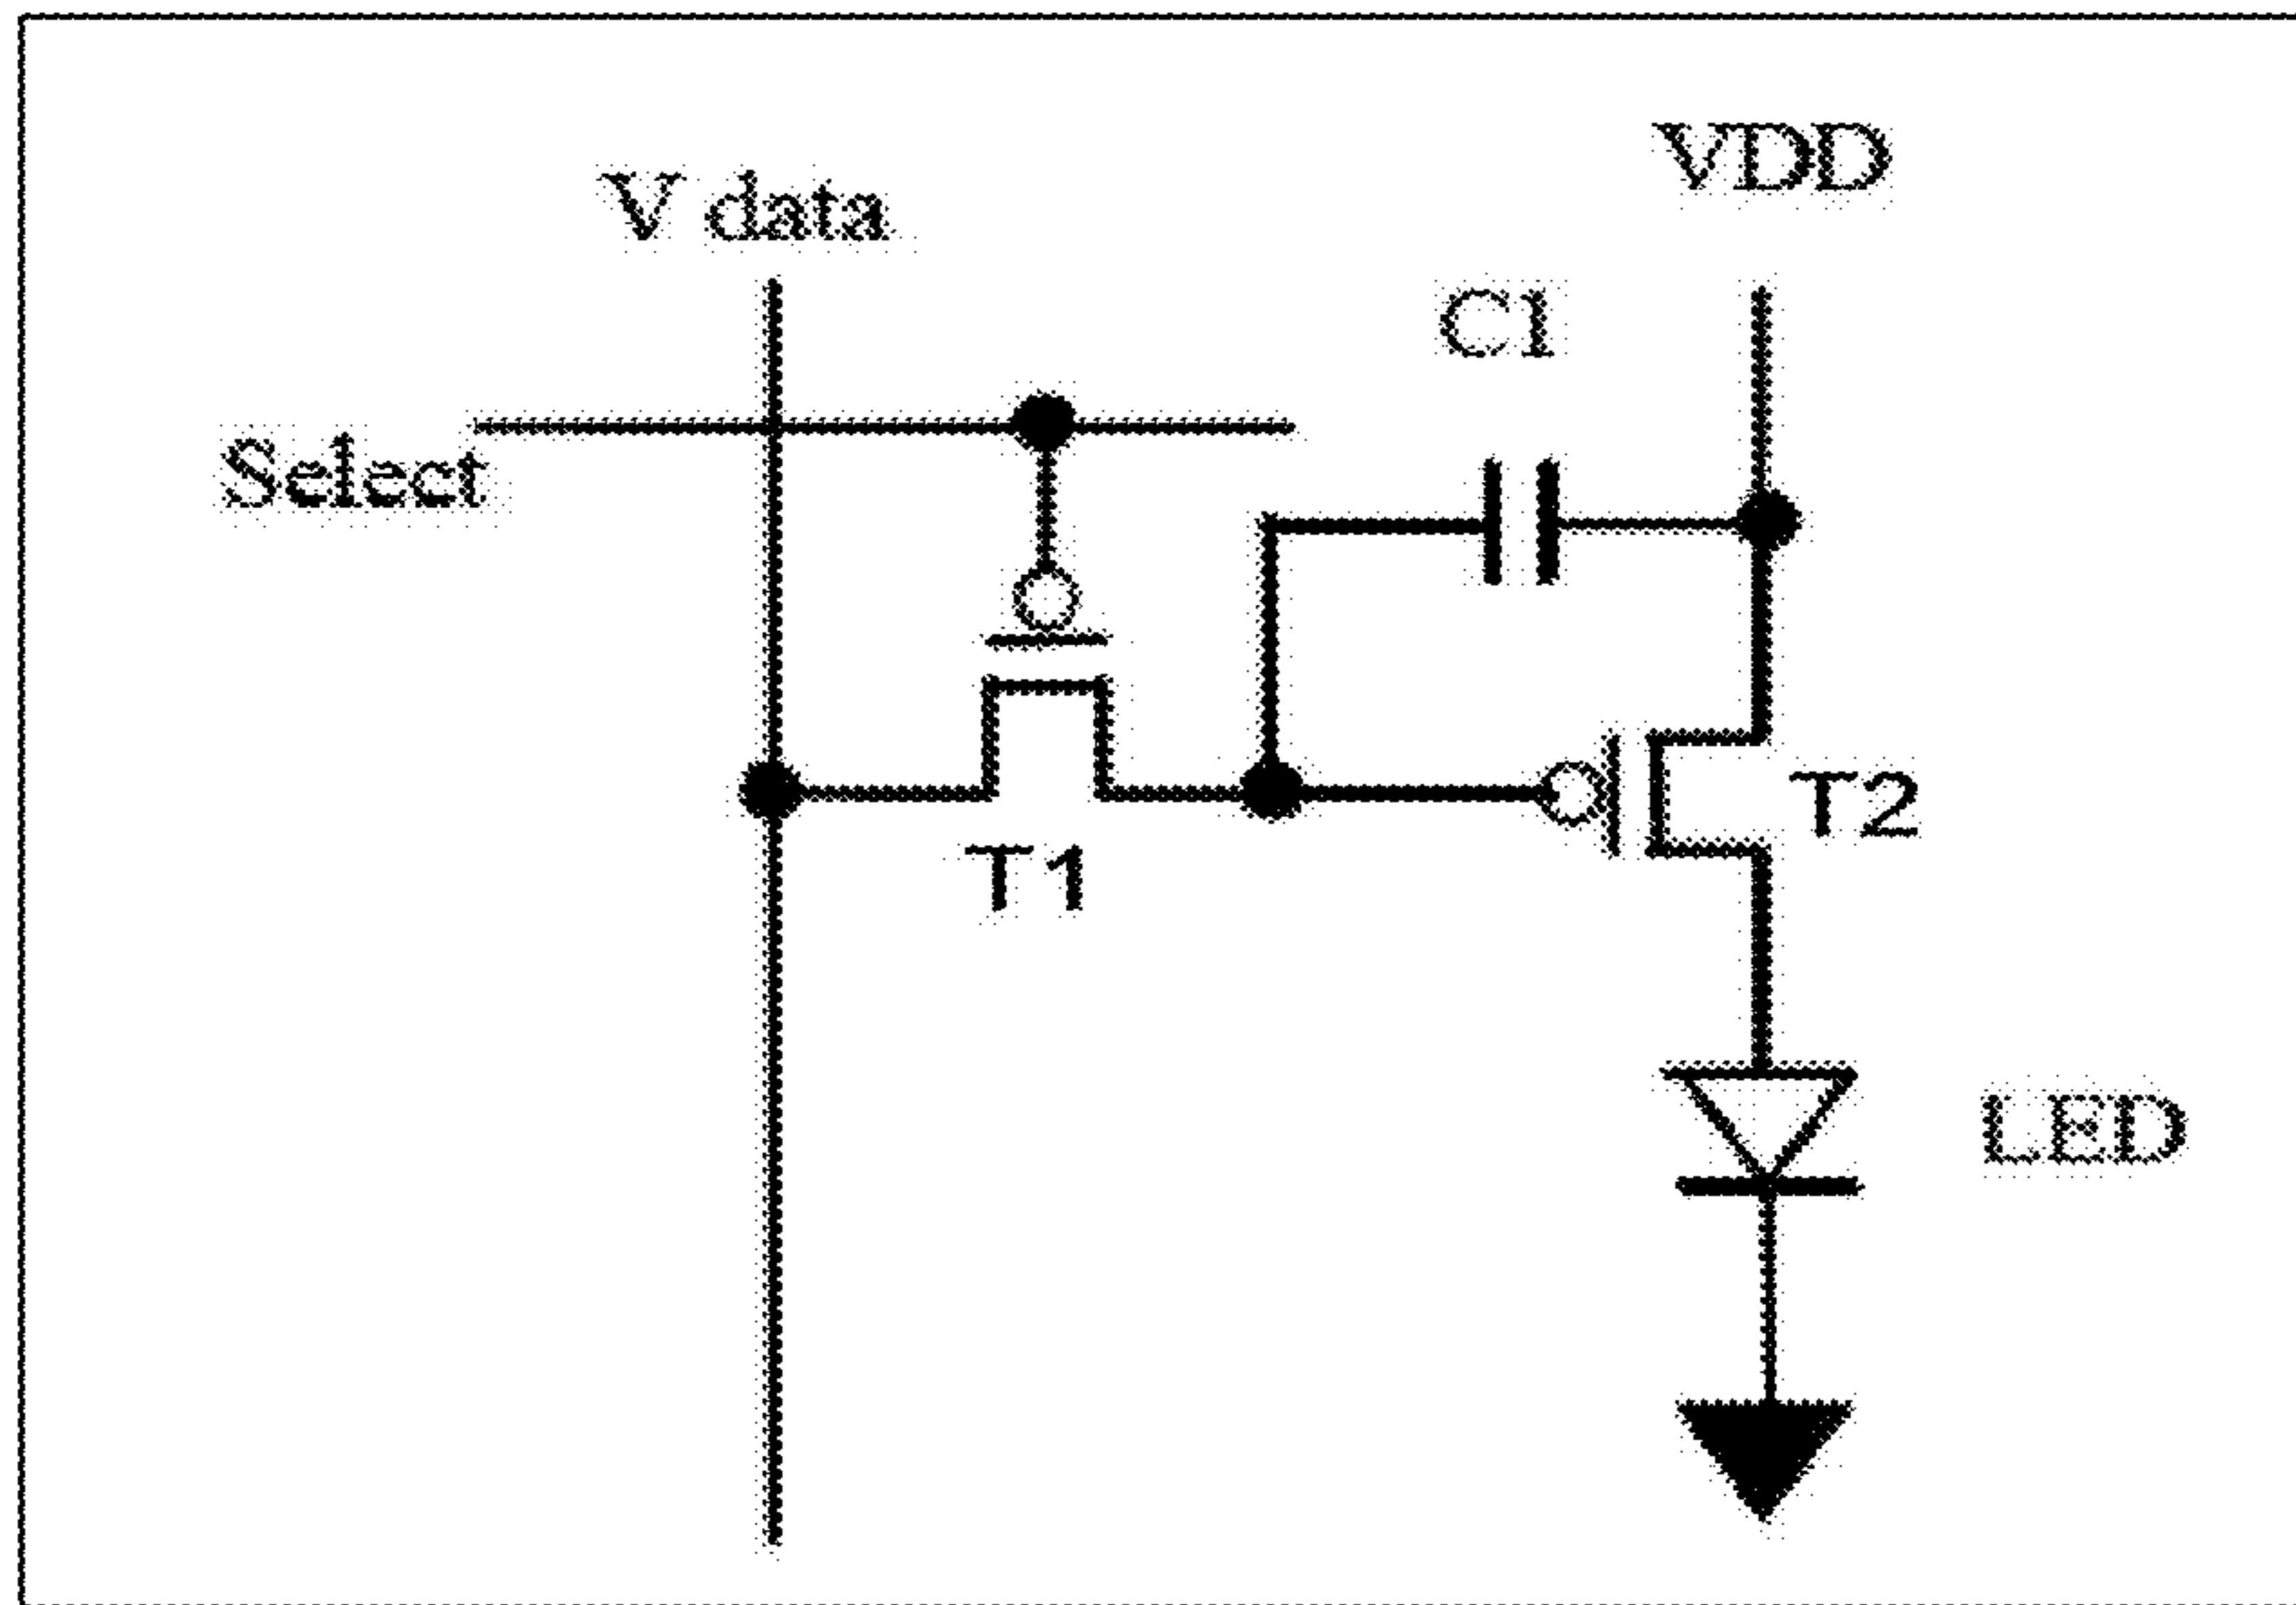 VDD
V data
C1
Select
T2
T1
LED